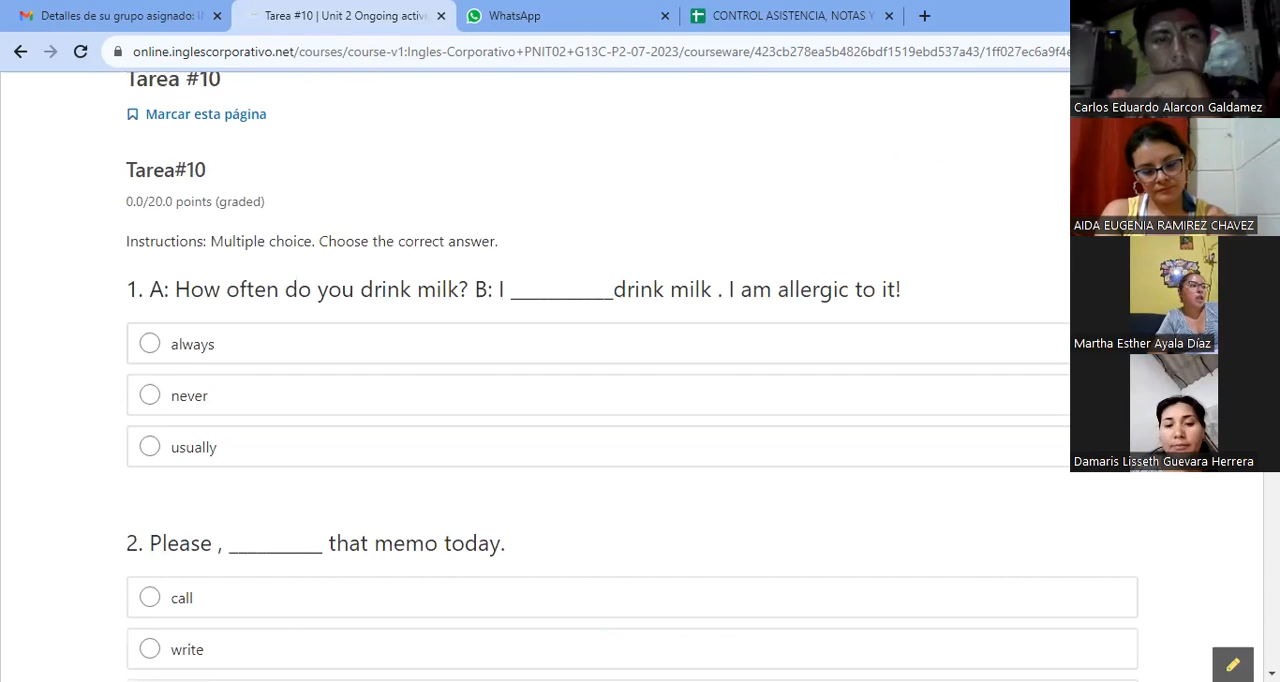 Detalles de su grupo asignado: I
Tarea #10 | Unit 2 Ongoing activ
WhatsApp
CONTROL ASISTENCIA, NOTAS Y
online.inglescorporativo.net/courses/course-v1:Ingles-Corporativo+PNIT02+G13C-P2-07-2023/courseware/423cb278ea5b4826bdf1519ebd537a43/1ff027ec6a9f4e
Tarea #10
Marcar esta página
Tarea#10
0.0/20.0 points (graded)
Instructions: Multiple choice. Choose the correct answer.
1. A: How often do you drink milk? B: I __________drink milk . I am allergic to it!
always
never
usually
2. Please , _________ that memo today.
call
write
Carlos Eduardo Alarcon Galdamez
AIDA EUGENIA RAMIREZ CHAVEZ
Martha Esther Ayala Díaz
Damaris Lisseth Guevara Herrera